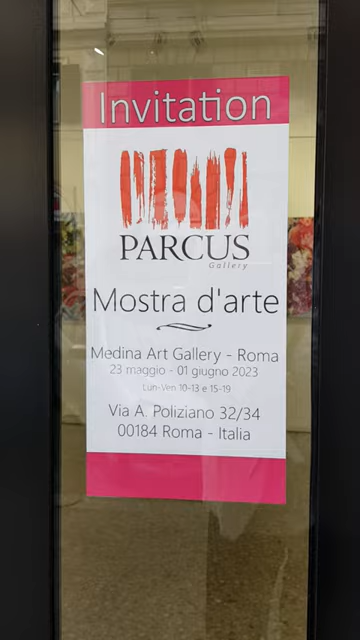 Invitation
PARCUS
Gallery
Mostra d'arte
Medina Art Gallery - Roma
23 maggio - 01 giugno 2023
Lun-Ven 10-13 e 15-19
Via A. Poliziano 32/34
00184 Roma - Italia